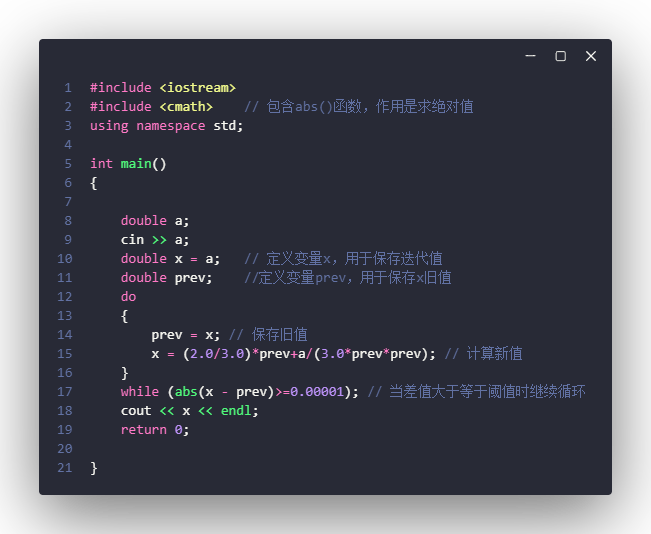 1 #include <iostream>
2 #include <cmath>    // 包含abs()函数，作用是求绝对值
3 using namespace std;
4
5 int main()
6 {
7
8     double a;
9     cin >> a;
10     double x = a;   // 定义变量x，用于保存迭代值
11     double prev;    //定义变量prev，用于保存x旧值
12     do
13     {
14         prev = x; // 保存旧值
15         x = (2.0/3.0)*prev+a/(3.0*prev*prev); // 计算新值
16     }
17     while (abs(x - prev)>=0.00001); // 当差值大于等于阈值时继续循环
18     cout << x << endl;
19     return 0;
20
21 }